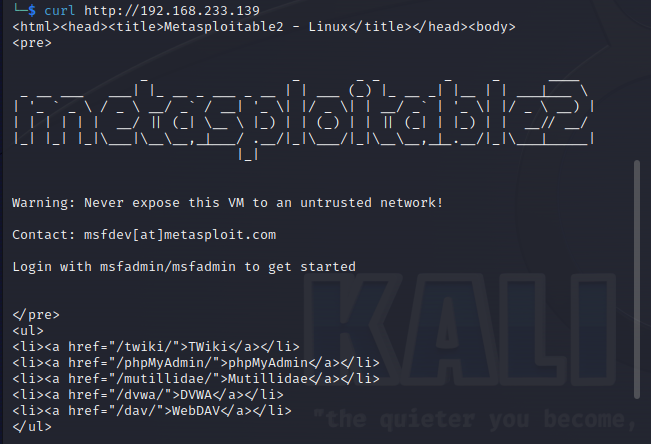 └─$ curl http://192.168.233.139
<html><head><title>Metasploitable2 - Linux</title></head><body>
<pre>
metasploitable2
Warning: Never expose this VM to an untrusted network!
Contact: msfdev[at]metasploit.com
Login with msfadmin/msfadmin to get started
</pre>
<ul>
<li><a href="/twiki/">TWiki</a></li>
<li><a href="/phpMyAdmin/">phpMyAdmin</a></li>
<li><a href="/mutillidae/">Mutillidae</a></li>
<li><a href="/dvwa/">DVWA</a></li>
<li><a href="/dav/">WebDAV</a></li>
</ul>
KALI
"the quieter you become,